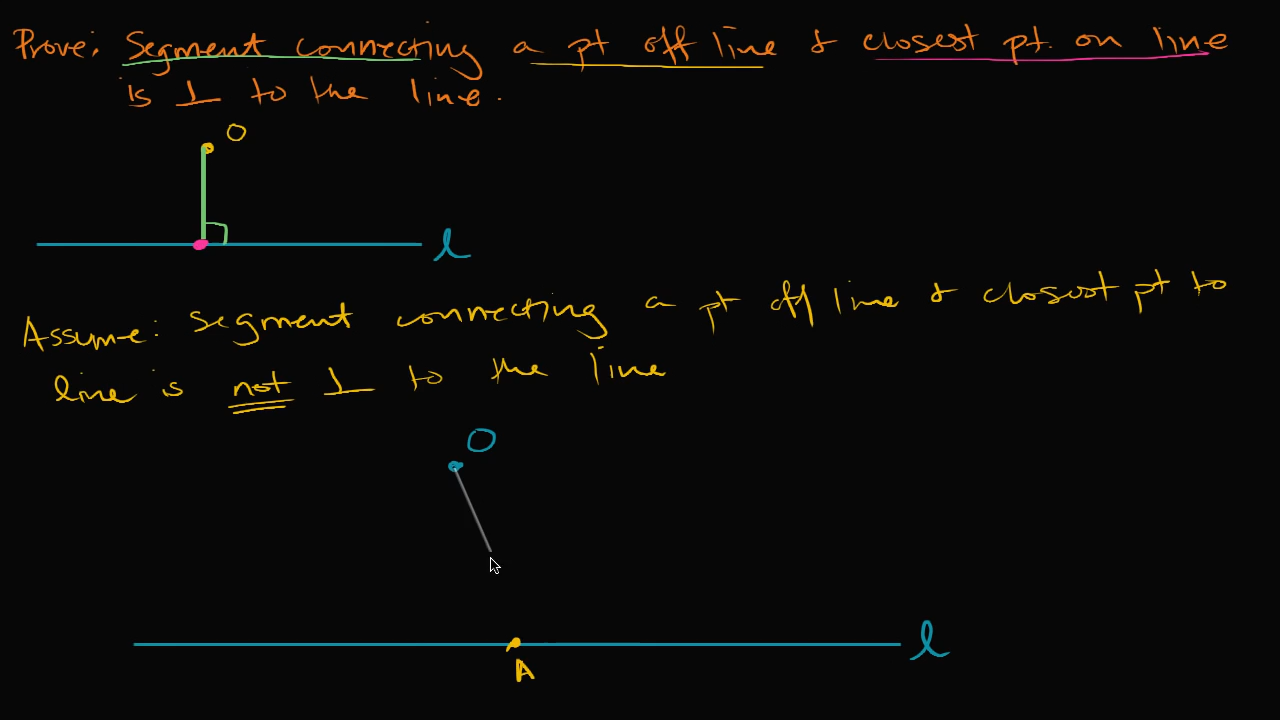 Prove: Segment connecting a pt off line & closest pt. on line
is ⊥ to the line.
O
l
Assume: segment connecting a pt off line & closest pt to
line is not ⊥ to the line
O
l
A